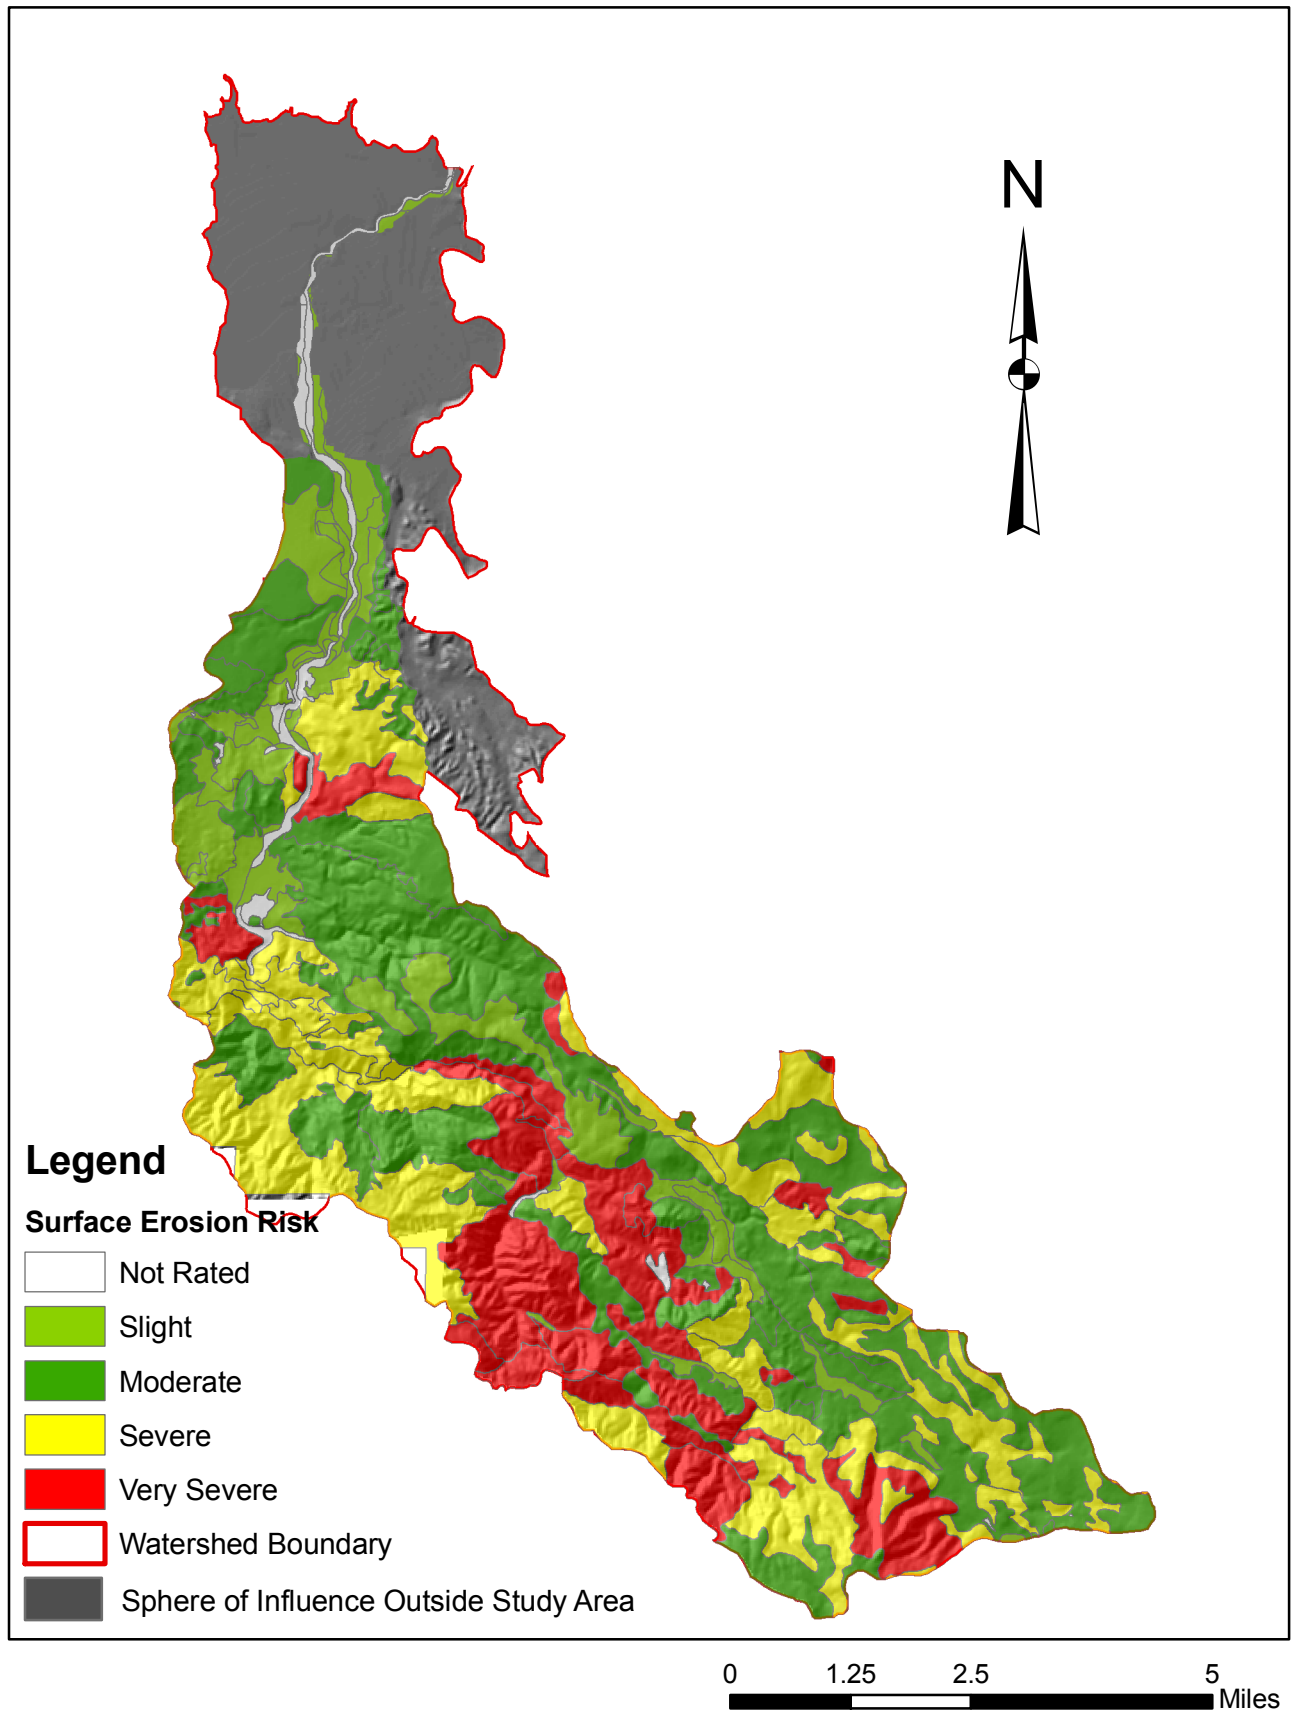 N
Legend
Surface Erosion Risk
Not Rated
Slight
Moderate
Severe
Very Severe
Watershed Boundary
Sphere of Influence Outside Study Area
0 1.25 2.5 5
Miles